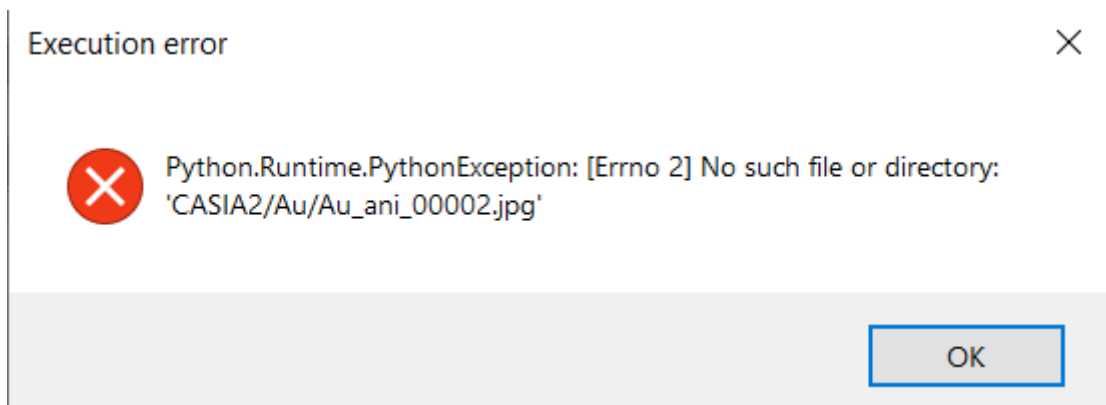 Execution error
Python.Runtime.PythonException: [Errno 2] No such file or directory:
'CASIA2/Au/Au_ani_00002.jpg'
OK